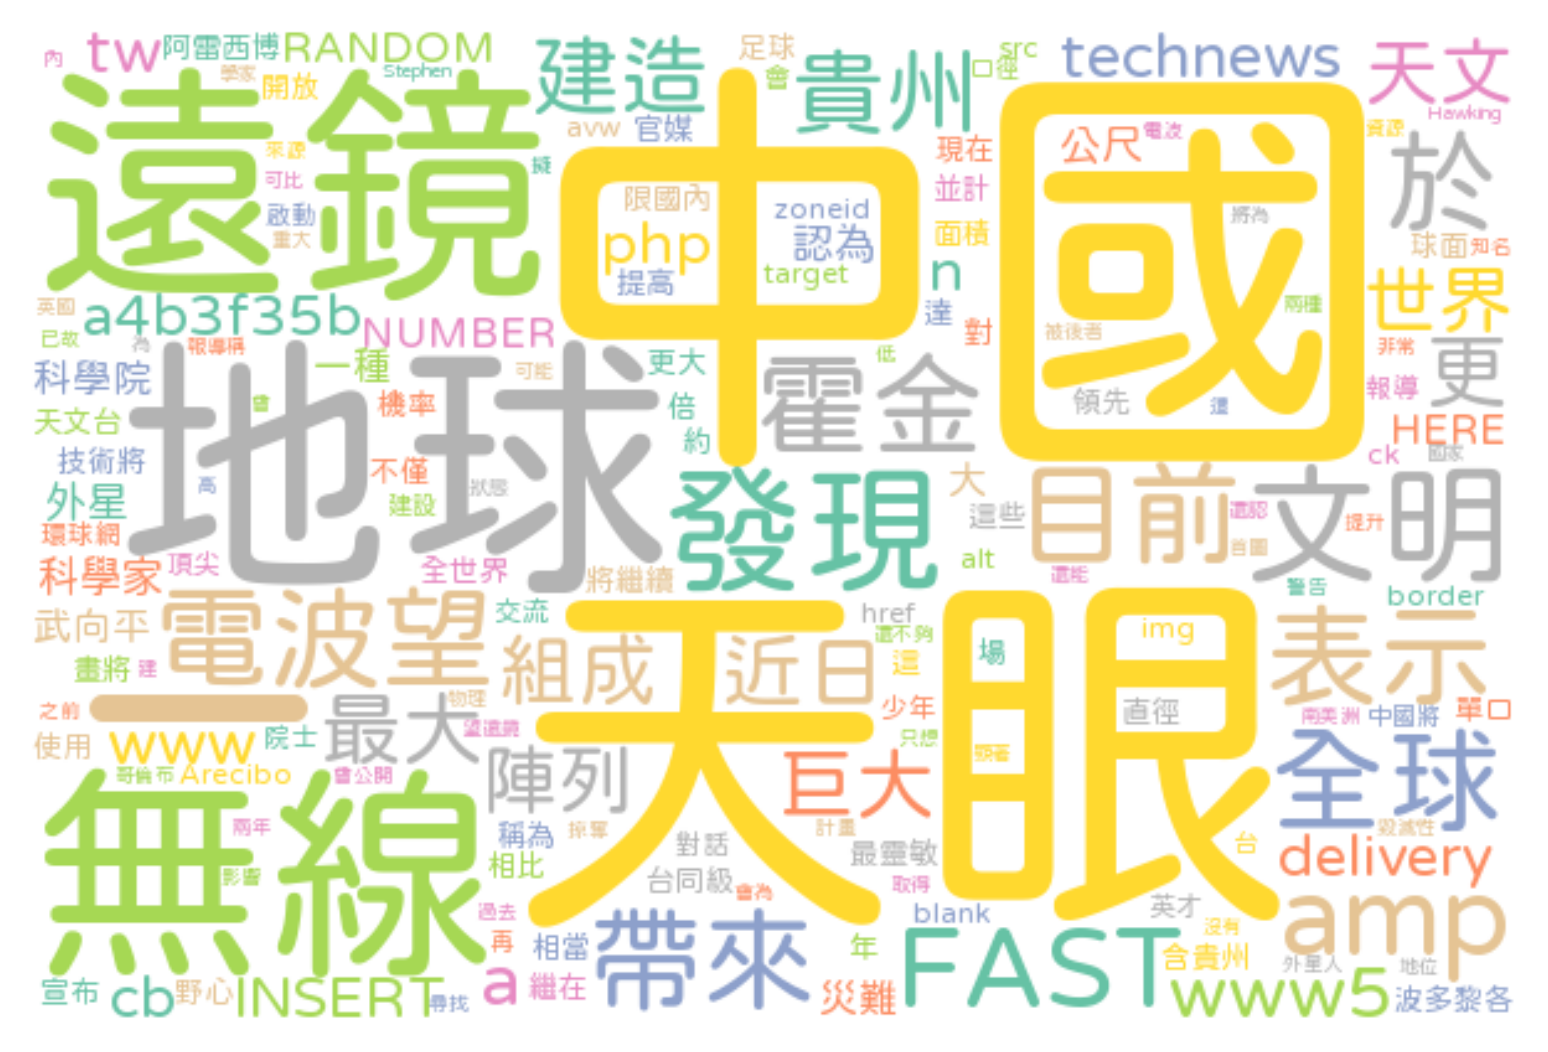 內 tw 阿雷西博 RANDOM 建造 足球 src technews 天文
學家 開放 Stephen 會 貴州 口徑 Hawking
遠鏡 avw 官媒 中國 現在 公尺 電波 資源 於
來源 擬 可比 限國內 zoneid 並計
啟動 php 認為 面積 將為 球面 知名
重大 提高 target n 世界
英國 a4b3f35b NUMBER 達 兩種
已故 為 報導稱 一種 更大 低 對 被後者 非常 更
科學院 地球 可能 霍金 報導
天文台 會 機率 倍 領先 還 HERE
技術將 不僅 約 大 ck 國家
外星 高 建設 狀態 發現 這些 目前 還認 文明 提升
環球網 首圖
科學家 頂尖 全世界 將繼續 alt 還能 警告
武向平 電波望 交流 天眼 href border 表示
畫將 建 組成 近日 還不夠 這 場 img
之前 一 最大 物理 少年 直徑 南美洲 中國將 單口
使用 www 院士 望遠鏡 只想 顯著 全球
哥倫布 Arecibo 會公開 陣列 巨大
無線 兩年 稱為 掠奪 計畫 毀滅性
影響 相比 對話 最靈敏 台 delivery
台同級 會為 取得
過去 blank 英才 amp
再 相當 帶來 年 FAST 沒有
宣布 cb 野心 INSERT 尋找 a 繼在 災難 含貴州 外星人 地位
www5 波多黎各